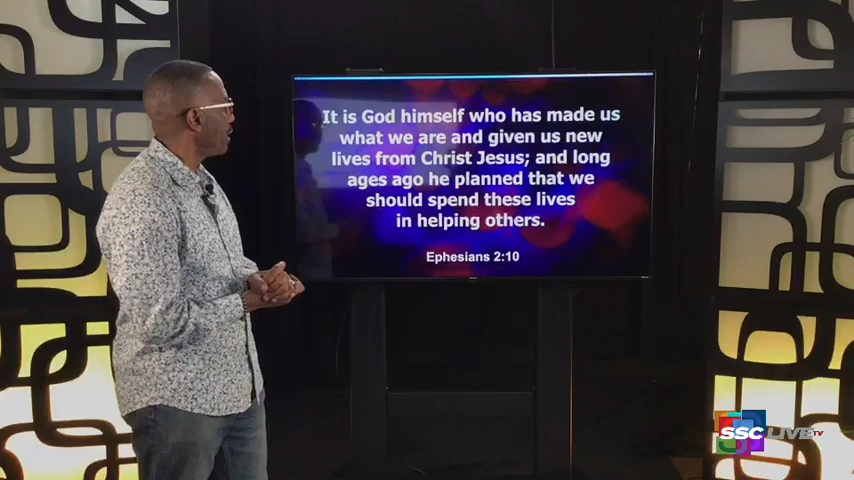 It is God himself who has made us
what we are and given us new
lives from Christ Jesus; and long
ages ago he planned that we
should spend these lives
in helping others.
Ephesians 2:10
SSC LIVE TV